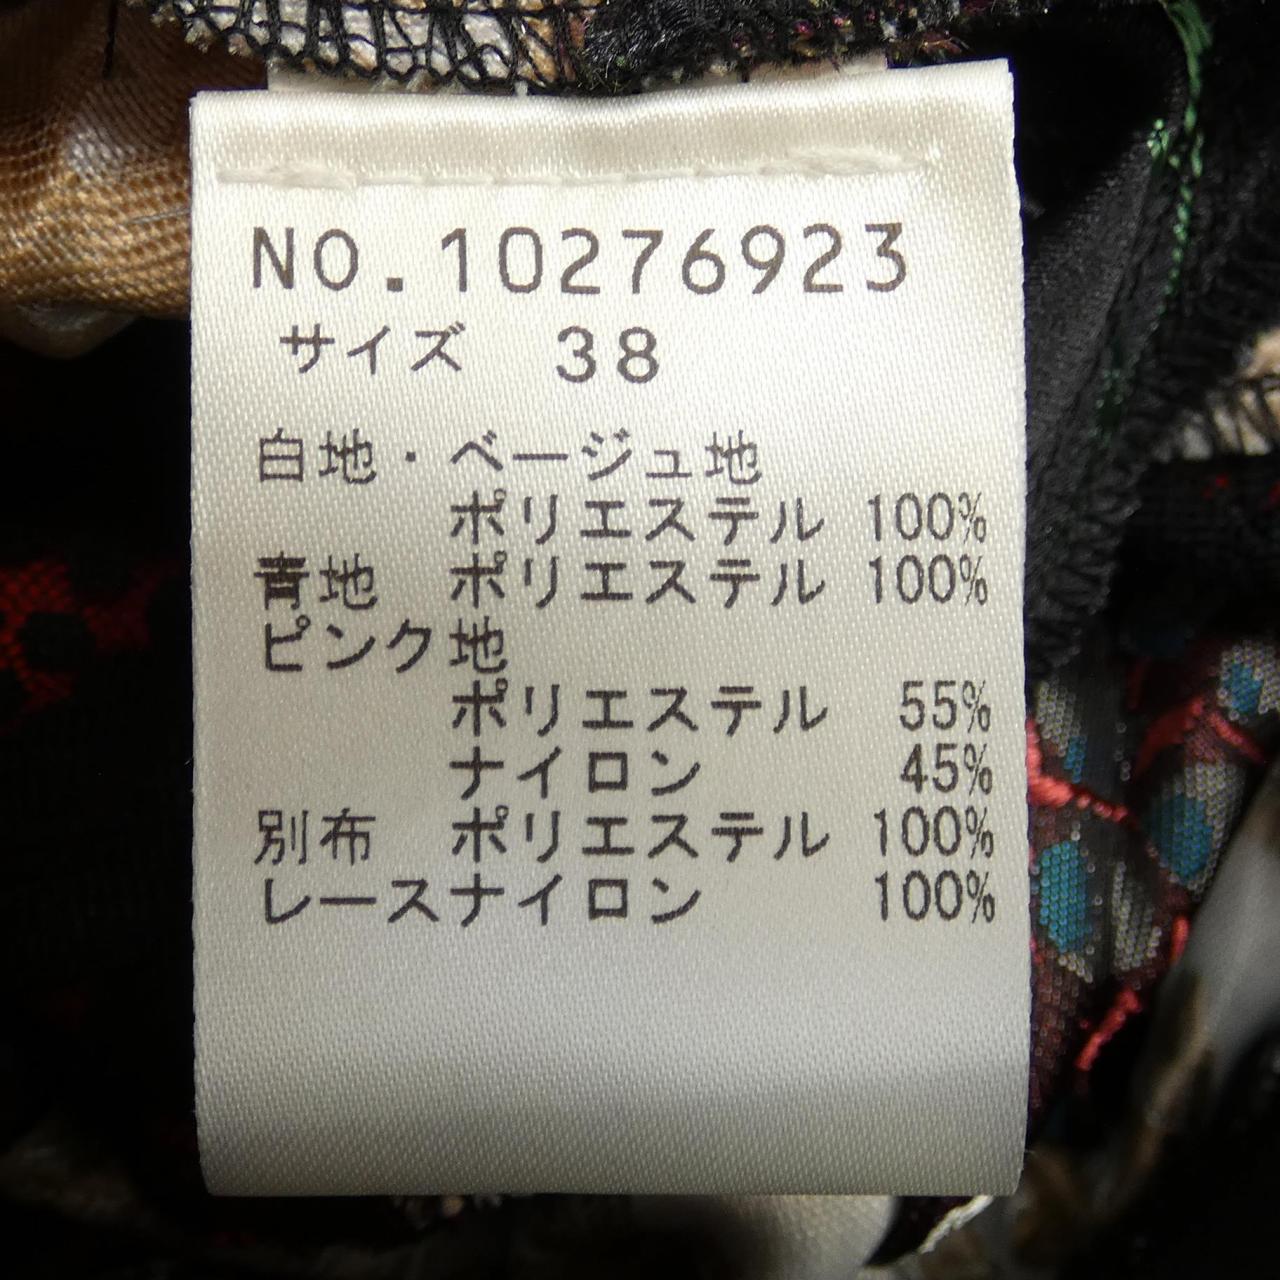 NO.10276923
サイズ 38
白地・ベージュ地
ポリエステル 100%
青地 ポリエステル 100%
ピンク地
ポリエステル 55%
ナイロン 45%
別布 ポリエステル 100%
レースナイロン 100%